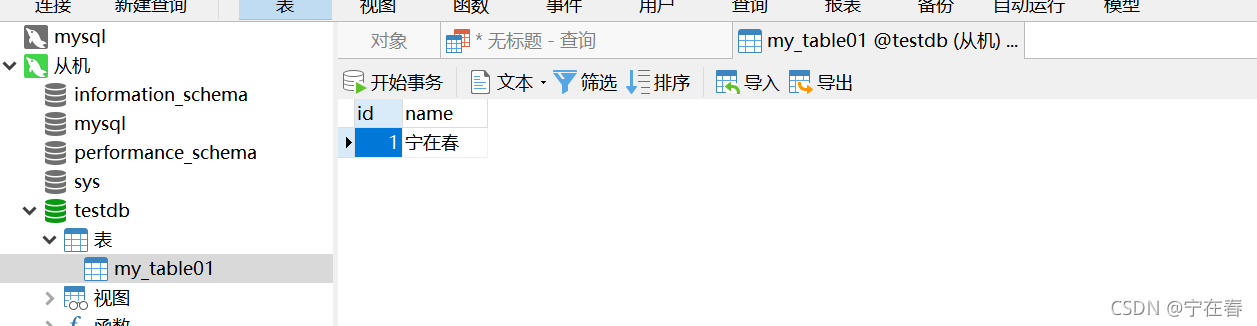 连接 新建查询 表 视图 函数 事件 用户 查询 报表 备份 自动运行 模型
mysql
从机
information_schema
mysql
performance_schema
sys
testdb
表
my_table01
视图
函数
对象 * 无标题 - 查询 my_table01 @testdb (从机) ...
开始事务 文本 筛选 排序 导入 导出
id name
1 宁在春
CSDN @宁在春